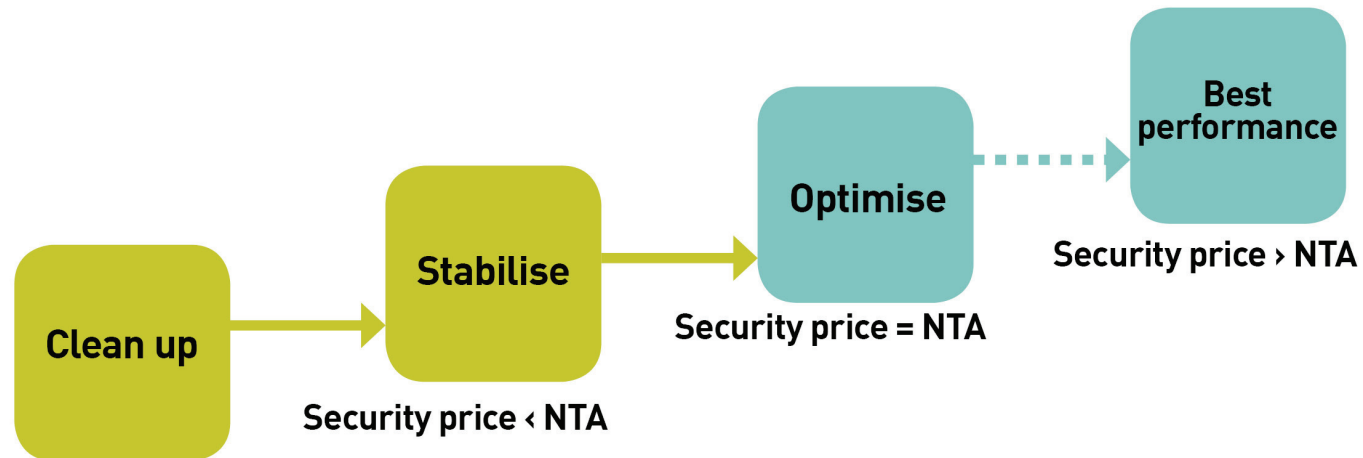 Clean up
Stabilise
Security price ‹ NTA
Optimise
Security price = NTA
Best
performance
Security price › NTA